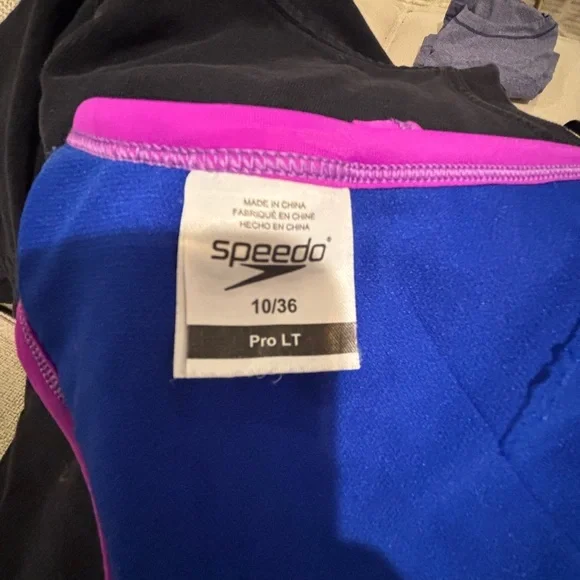 MADE IN CHINA
FABRIQUÉ EN CHINE
HECHO EN CHINA
speedo®
10/36
Pro LT